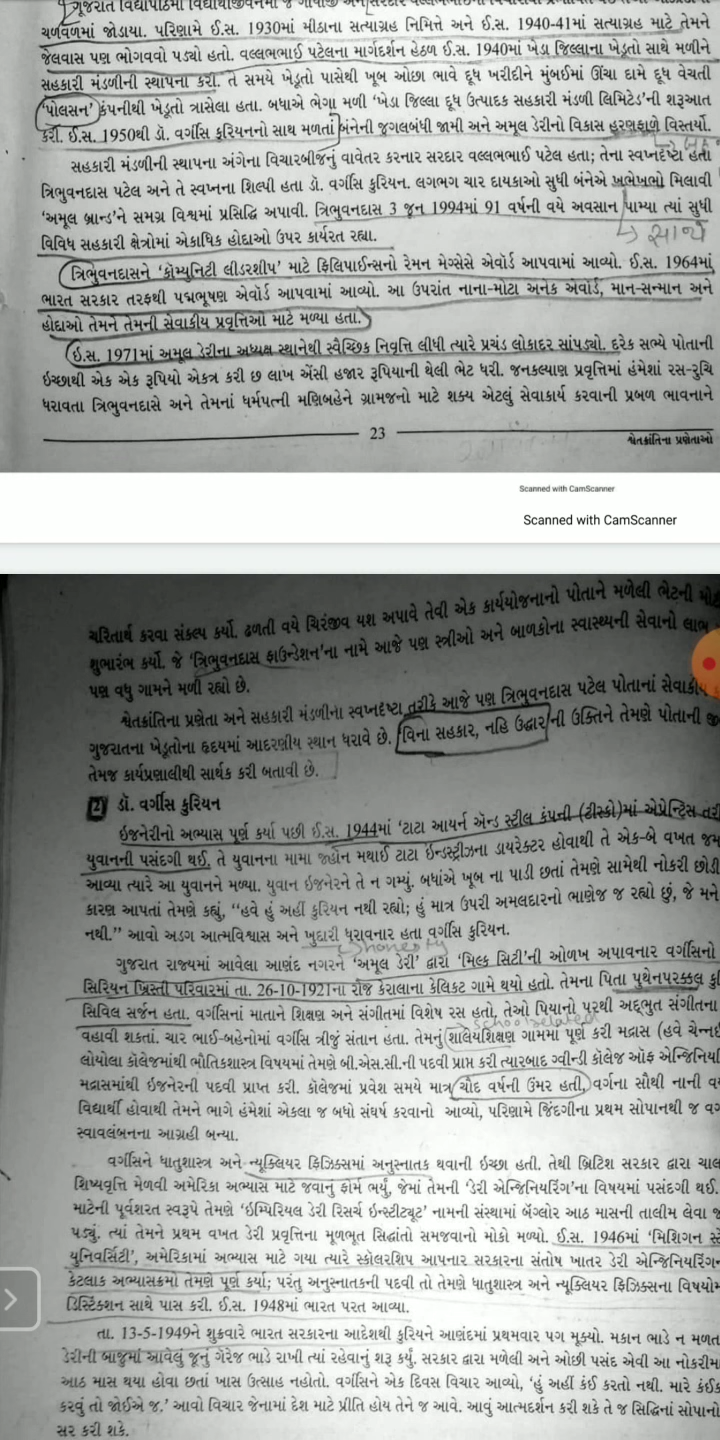 ગૂજરાત વિદ્યાપીઠમાં વિદ્યાર્થીજીવનમાં જ ગાંધીજી અને સરદાર વલ્લભભાઈની
ચળવળમાં જોડાયા. પરિણામે ઈ.સ. 1930માં મીઠાના સત્યાગ્રહ નિમિત્તે અને ઈ.સ. 1940-41માં સત્યાગ્રહ માટે તેમને
જેલવાસ પણ ભોગવવો પડ્યો હતો. વલ્લભભાઈ પટેલના માર્ગદર્શન હેઠળ ઈ.સ. 1940માં ખેડા જિલ્લાના ખેડૂતો સાથે મળીને
સહકારી મંડળીની સ્થાપના કરી. તે સમયે ખેડૂતો પાસેથી ખૂબ ઓછા ભાવે દૂધ ખરીદીને મુંબઈમાં ઊંચા દામે દૂધ વેચતી
‘પોલસન’ કંપનીથી ખેડૂતો ત્રાસેલા હતા. બધાએ ભેગા મળી ‘ખેડા જિલ્લા દૂધ ઉત્પાદક સહકારી મંડળી લિમિટેડ’ની શરૂઆત
કરી. ઈ.સ. 1950થી ડૉ. વર્ગીસ કુરિયનનો સાથ મળતાં બંનેની જુગલબંધી જામી અને અમૂલ ડેરીનો વિકાસ હરણફાળે વિસ્તર્યો.
સહકારી મંડળીની સ્થાપના અંગેના વિચારબીજનું વાવેતર કરનાર સરદાર વલ્લભભાઈ પટેલ હતા; તેના સ્વપ્નદૃષ્ટા હતા
ત્રિભુવનદાસ પટેલ અને તે સ્વપ્નના શિલ્પી હતા ડૉ. વર્ગીસ કુરિયન. લગભગ ચાર દાયકાઓ સુધી બંનેએ ખભેખભો મિલાવી
‘અમૂલ બ્રાન્ડ’ને સમગ્ર વિશ્વમાં પ્રસિદ્ધિ અપાવી. ત્રિભુવનદાસ 3 જૂન 1994માં 91 વર્ષની વયે અવસાન પામ્યા ત્યાં સુધી
વિવિધ સહકારી ક્ષેત્રોમાં એકાધિક હોદાઓ ઉપર કાર્યરત રહ્યા.
સાથે
ત્રિભુવનદાસને ‘કૉમ્યુનિટી લીડરશીપ’ માટે ફિલિપાઈન્સનો રેમન મેગ્સેસે એવૉર્ડ આપવામાં આવ્યો. ઈ.સ. 1964માં
ભારત સરકાર તરફથી પદ્મભૂષણ એવૉર્ડ આપવામાં આવ્યો. આ ઉપરાંત નાના-મોટા અનેક અવૉર્ડ, માન-સન્માન અને
હોદાઓ તેમને તેમની સેવાકીય પ્રવૃત્તિઓ માટે મળ્યા હતા.
ઈ.સ. 1971માં અમૂલ ડેરીના અધ્યક્ષ સ્થાનેથી સ્વૈચ્છિક નિવૃત્તિ લીધી ત્યારે પ્રચંડ લોકાદર સાંપડ્યો. દરેક સભ્યે પોતાની
ઇચ્છાથી એક એક રૂપિયો એકત્ર કરી છ લાખ એંસી હજાર રૂપિયાની થેલી ભેટ ધરી. જનકલ્યાણ પ્રવૃત્તિમાં હંમેશાં રસ-રુચિ
ધરાવતા ત્રિભુવનદાસે અને તેમનાં ધર્મપત્ની મણિબહેને ગ્રામજનો માટે શક્ય એટલું સેવાકાર્ય કરવાની પ્રબળ ભાવનાને
23
શ્વેતક્રાંતિના પ્રણેતાઓ
Scanned with CamScanner
Scanned with CamScanner
ચરિતાર્થ કરવા સંકલ્પ કર્યો. ઢળતી વયે ચિરંજીવ યશ અપાવે તેવી એક કાર્યયોજનાનો પોતાને મળેલી ભેટની
શુભારંભ કર્યો. જે ‘ત્રિભુવનદાસ ફાઉન્ડેશન’ના નામે આજે પણ સ્ત્રીઓ અને બાળકોના સ્વાસ્થ્યની સેવાનો લાભ
પણ વધુ ગામને મળી રહ્યો છે.
શ્વેતક્રાંતિના પ્રણેતા અને સહકારી મંડળીના સ્વપ્નદૃષ્ટા તરીકે આજે પણ ત્રિભુવનદાસ પટેલ પોતાનાં સેવાકીય
ગુજરાતના ખેડૂતોના હૃદયમાં આદરણીય સ્થાન ધરાવે છે. વિના સહકાર, નહિ ઉદ્ધાર ની ઉક્તિને તેમણે પોતાની
તેમજ કાર્યપ્રણાલીથી સાર્થક કરી બતાવી છે.
[2] ડૉ. વર્ગીસ કુરિયન
ઇજનેરીનો અભ્યાસ પૂર્ણ કર્યા પછી ઈ.સ. 1944માં ‘ટાટા આયર્ન ઍન્ડ સ્ટીલ કંપની (ટીસ્કો)માં એપ્રેન્ટિસ તરી
યુવાનની પસંદગી થઈ. તે યુવાનના મામા જ્હોન મથાઈ ટાટા ઇન્ડસ્ટ્રીઝના ડાયરેક્ટર હોવાથી તે એક-બે વખત જમ
આવ્યા ત્યારે આ યુવાનને મળ્યા. યુવાન ઇજનેરને તે ન ગમ્યું. બધાંએ ખૂબ ના પાડી છતાં તેમણે સામેથી નોકરી છોડી
કારણ આપતાં તેમણે કહ્યું, “હવે હું અહીં કુરિયન નથી રહ્યો; હું માત્ર ઉપરી અમલદારનો ભાણેજ જ રહ્યો છું, જે મને
નથી.” આવો અડગ આત્મવિશ્વાસ અને ખુદ્દારી ધરાવનાર હતા વર્ગીસ કુરિયન.
honesty
ગુજરાત રાજ્યમાં આવેલા આણંદ નગરને ‘અમૂલ ડેરી’ દ્વારા ‘મિલ્ક સિટી’ની ઓળખ અપાવનાર વર્ગીસનો
સિરિયન ખ્રિસ્તી પરિવારમાં તા. 26-10-1921ના રોજ કેરાલાના કેલિકટ ગામે થયો હતો. તેમના પિતા પુથેનપરક્કલ કુ
સિવિલ સર્જન હતા. વર્ગીસનાં માતાને શિક્ષણ અને સંગીતમાં વિશેષ રસ હતો, તેઓ પિયાનો પરથી અદ્ભુત સંગીતના
school related
વહાવી શકતાં. ચાર ભાઈ-બહેનોમાં વર્ગીસ ત્રીજું સંતાન હતા. તેમનું શાલેયશિક્ષણ ગામમાં પૂર્ણ કરી મદ્રાસ (હવે ચેન્ન
લોયોલા કૉલેજમાંથી ભૌતિકશાસ્ત્ર વિષયમાં તેમણે બી.એસ.સી.ની પદવી પ્રાપ્ત કરી ત્યારબાદ ગ્વીન્ડી કૉલેજ ઑફ એન્જિનિય
મદ્રાસમાંથી ઇજનેરની પદવી પ્રાપ્ત કરી. કૉલેજમાં પ્રવેશ સમયે માત્ર ચૌદ વર્ષની ઉંમર હતી, વર્ગના સૌથી નાની વ
વિદ્યાર્થી હોવાથી તેમને ભાગે હંમેશાં એકલા જ બધો સંઘર્ષ કરવાનો આવ્યો, પરિણામે જિંદગીના પ્રથમ સોપાનથી જ વગ
સ્વાવલંબનના આગ્રહી બન્યા.
વર્ગીસને ધાતુશાસ્ત્ર અને ન્યૂક્લિયર ફિઝિક્સમાં અનુસ્નાતક થવાની ઇચ્છા હતી. તેથી બ્રિટિશ સરકાર દ્વારા ચાલ
શિષ્યવૃત્તિ મેળવી અમેરિકા અભ્યાસ માટે જવાનું ફોર્મ ભર્યું, જેમાં તેમની ‘ડેરી એન્જિનિયરિંગ’ના વિષયમાં પસંદગી થઈ.
માટેની પૂર્વશરત સ્વરૂપે તેમણે ‘ઇમ્પિરિયલ ડેરી રિસર્ચ ઇન્સ્ટીટ્યૂટ’ નામની સંસ્થામાં બૅંગ્લોર આઠ માસની તાલીમ લેવા જ
પડ્યું. ત્યાં તેમને પ્રથમ વખત ડેરી પ્રવૃત્તિના મૂળભૂત સિદ્ધાંતો સમજવાનો મોકો મળ્યો. ઈ.સ. 1946માં ‘મિશિગન સ્ટે
યુનિવર્સિટી’, અમેરિકામાં અભ્યાસ માટે ગયા ત્યારે સ્કોલરશિપ આપનાર સરકારના સંતોષ ખાતર ડેરી એન્જિનિયરિંગન
કેટલાક અભ્યાસક્રમો તેમણે પૂર્ણ કર્યા; પરંતુ અનુસ્નાતકની પદવી તો તેમણે ધાતુશાસ્ત્ર અને ન્યૂક્લિયર ફિઝિક્સના વિષયોમ
ડિસ્ટિંક્શન સાથે પાસ કરી. ઈ.સ. 1948માં ભારત પરત આવ્યા.
તા. 13-5-1949ને શુક્રવારે ભારત સરકારના આદેશથી કુરિયને આણંદમાં પ્રથમવાર પગ મૂક્યો. મકાન ભાડે ન મળત
ડેરીની બાજુમાં આવેલું જૂનું ગૅરેજ ભાડે રાખી ત્યાં રહેવાનું શરૂ કર્યું. સરકાર દ્વારા મળેલી અને ઓછી પસંદ એવી આ નોકરીમ
આઠ માસ થયા હોવા છતાં ખાસ ઉત્સાહ નહોતો. વર્ગીસને એક દિવસ વિચાર આવ્યો, ‘હું અહીં કંઈ કરતો નથી. મારે કંઈક
કરવું તો જોઈએ જ.’ આવો વિચાર જેનામાં દેશ માટે પ્રીતિ હોય તેને જ આવે. આવું આત્મદર્શન કરી શકે તે જ સિદ્ધિનાં સોપાનો
સર કરી શકે.